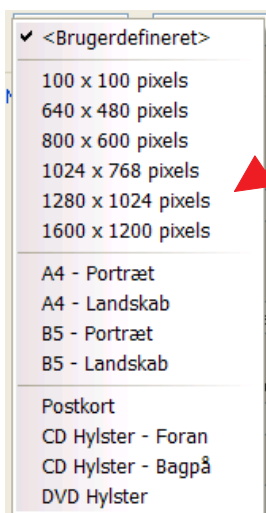 <Brugerdefineret>
100 x 100 pixels
640 x 480 pixels
800 x 600 pixels
1024 x 768 pixels
1280 x 1024 pixels
1600 x 1200 pixels
A4 - Portræt
A4 - Landskab
B5 - Portræt
B5 - Landskab
Postkort
CD Hylster - Foran
CD Hylster - Bagpå
DVD Hylster